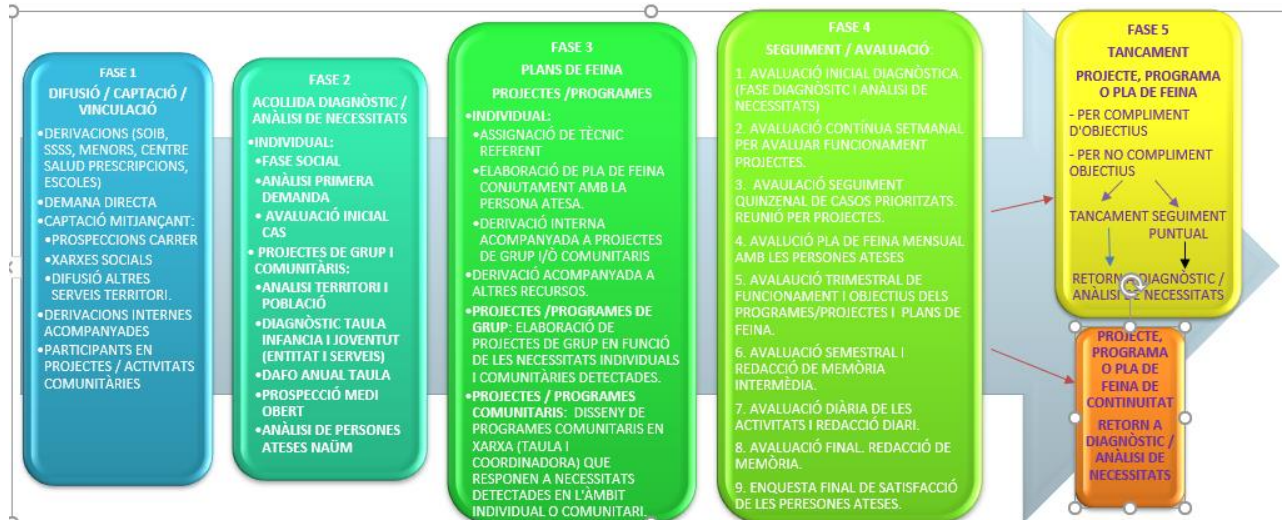 FASE 1
DIFUSIÓ / CAPTACIÓ /
VINCULACIÓ
•DERIVACIONS (SOIB,
SSSS, MENORS, CENTRE
SALUD PRESCRIPCIONS,
ESCOLES)
•DEMANA DIRECTA
•CAPTACIÓ MITJANÇANT:
•PROSPECCIONS CARRER
•XARXES SOCIALS
•DIFUSIÓ ALTRES
SERVEIS TERRITORI.
•DERIVACIONS INTERNES
ACOMPANYADES
•PARTICIPANTS EN
PROJECTES / ACTIVITATS
COMUNITÀRIES
FASE 2
ACOLLIDA DIAGNÒSTIC /
ANÀLISI DE NECESSITATS
•INDIVIDUAL:
•FASE SOCIAL
•ANÀLISI PRIMERA
DEMANDA
• AVALUACIÓ INICIAL
CAS
• PROJECTES DE GRUP I
COMUNITÀRIS:
•ANALISI TERRITORI I
POBLACIÓ
•DIAGNÒSTIC TAULA
INFANCIA I JOVENTUT
(ENTITAT I SERVEIS)
•DAFO ANUAL TAULA
•PROSPECCIÓ MEDI
OBERT
•ANÀLISI DE PERSONES
ATESES NAÜM
FASE 3
PLANS DE FEINA
PROJECTES /PROGRAMES
•INDIVIDUAL:
•ASSIGNACIÓ DE TÈCNIC
REFERENT
•ELABORACIÓ DE PLA DE FEINA
CONJUTAMENT AMB LA
PERSONA ATESA.
•DERIVACIÓ INTERNA
ACOMPANYADA A PROJECTES
DE GRUP I/Ò COMUNITARIS
•DERIVACIÓ ACOMPANYADA A
ALTRES RECURSOS.
•PROJECTES /PROGRAMES DE
GRUP: ELABORACIÓ DE
PROJECTES DE GRUP EN FUNCIÓ
DE LES NECESSITATS INDIVIDUALS
I COMUNITÀRIES DETECTADES.
•PROJECTES / PROGRAMES
COMUNITARIS: DISSENY DE
PROGRAMES COMUNITARIS EN
XARXA (TAULA I
COORDINADORA) QUE
RESPONEN A NECESSITATS
DETECTADES EN L'ÀMBIT
INDIVIDUAL O COMUNITARI.
FASE 4
SEGUIMENT / AVALUACIÓ:
1. AVALUACIÓ INICIAL DIAGNÒSTICA.
(FASE DIAGNÒSITC I ANÀLISI DE
NECESSITATS)
2. AVALUACIÓ CONTÍNUA SETMANAL
PER AVALUAR FUNCIONAMENT
PROJECTES.
3. AVAULACIÓ SEGUIMENT
QUINZENAL DE CASOS PRIORITZATS.
REUNIÓ PER PROJECTES.
4. AVALUCIÓ PLA DE FEINA MENSUAL
AMB LES PERSONES ATESES
5. AVALAUCIÓ TRIMESTRAL DE
FUNCIONAMENT I OBJECTIUS DELS
PROGRAMES/PROJECTES I PLANS DE
FEINA.
6. AVALUACIÓ SEMESTRAL I
REDACCIÓ DE MEMÒRIA
INTERMÈDIA.
7. AVALUACIÓ DIÀRIA DE LES
ACTIVITATS I REDACCIÓ DIARI.
8. AVALUACIÓ FINAL. REDACCIÓ DE
MEMÒRIA.
9. ENQUESTA FINAL DE SATISFACCIÓ
DE LES PERESONES ATESES.
FASE 5
TANCAMENT
PROJECTE, PROGRAMA
O PLA DE FEINA
- PER COMPLIMENT
D'OBJECTIUS
- PER NO COMPLIMENT
OBJECTIUS
TANCAMENT SEGUIMENT
PUNTUAL
RETORN DIAGNÒSTIC /
ANÀLISI DE NECESSITATS
PROJECTE,
PROGRAMA
O PLA DE
FEINA DE
CONTINUITAT
RETORN A
DIAGNÒSTIC /
ANÀLISI DE
NECESSITATS